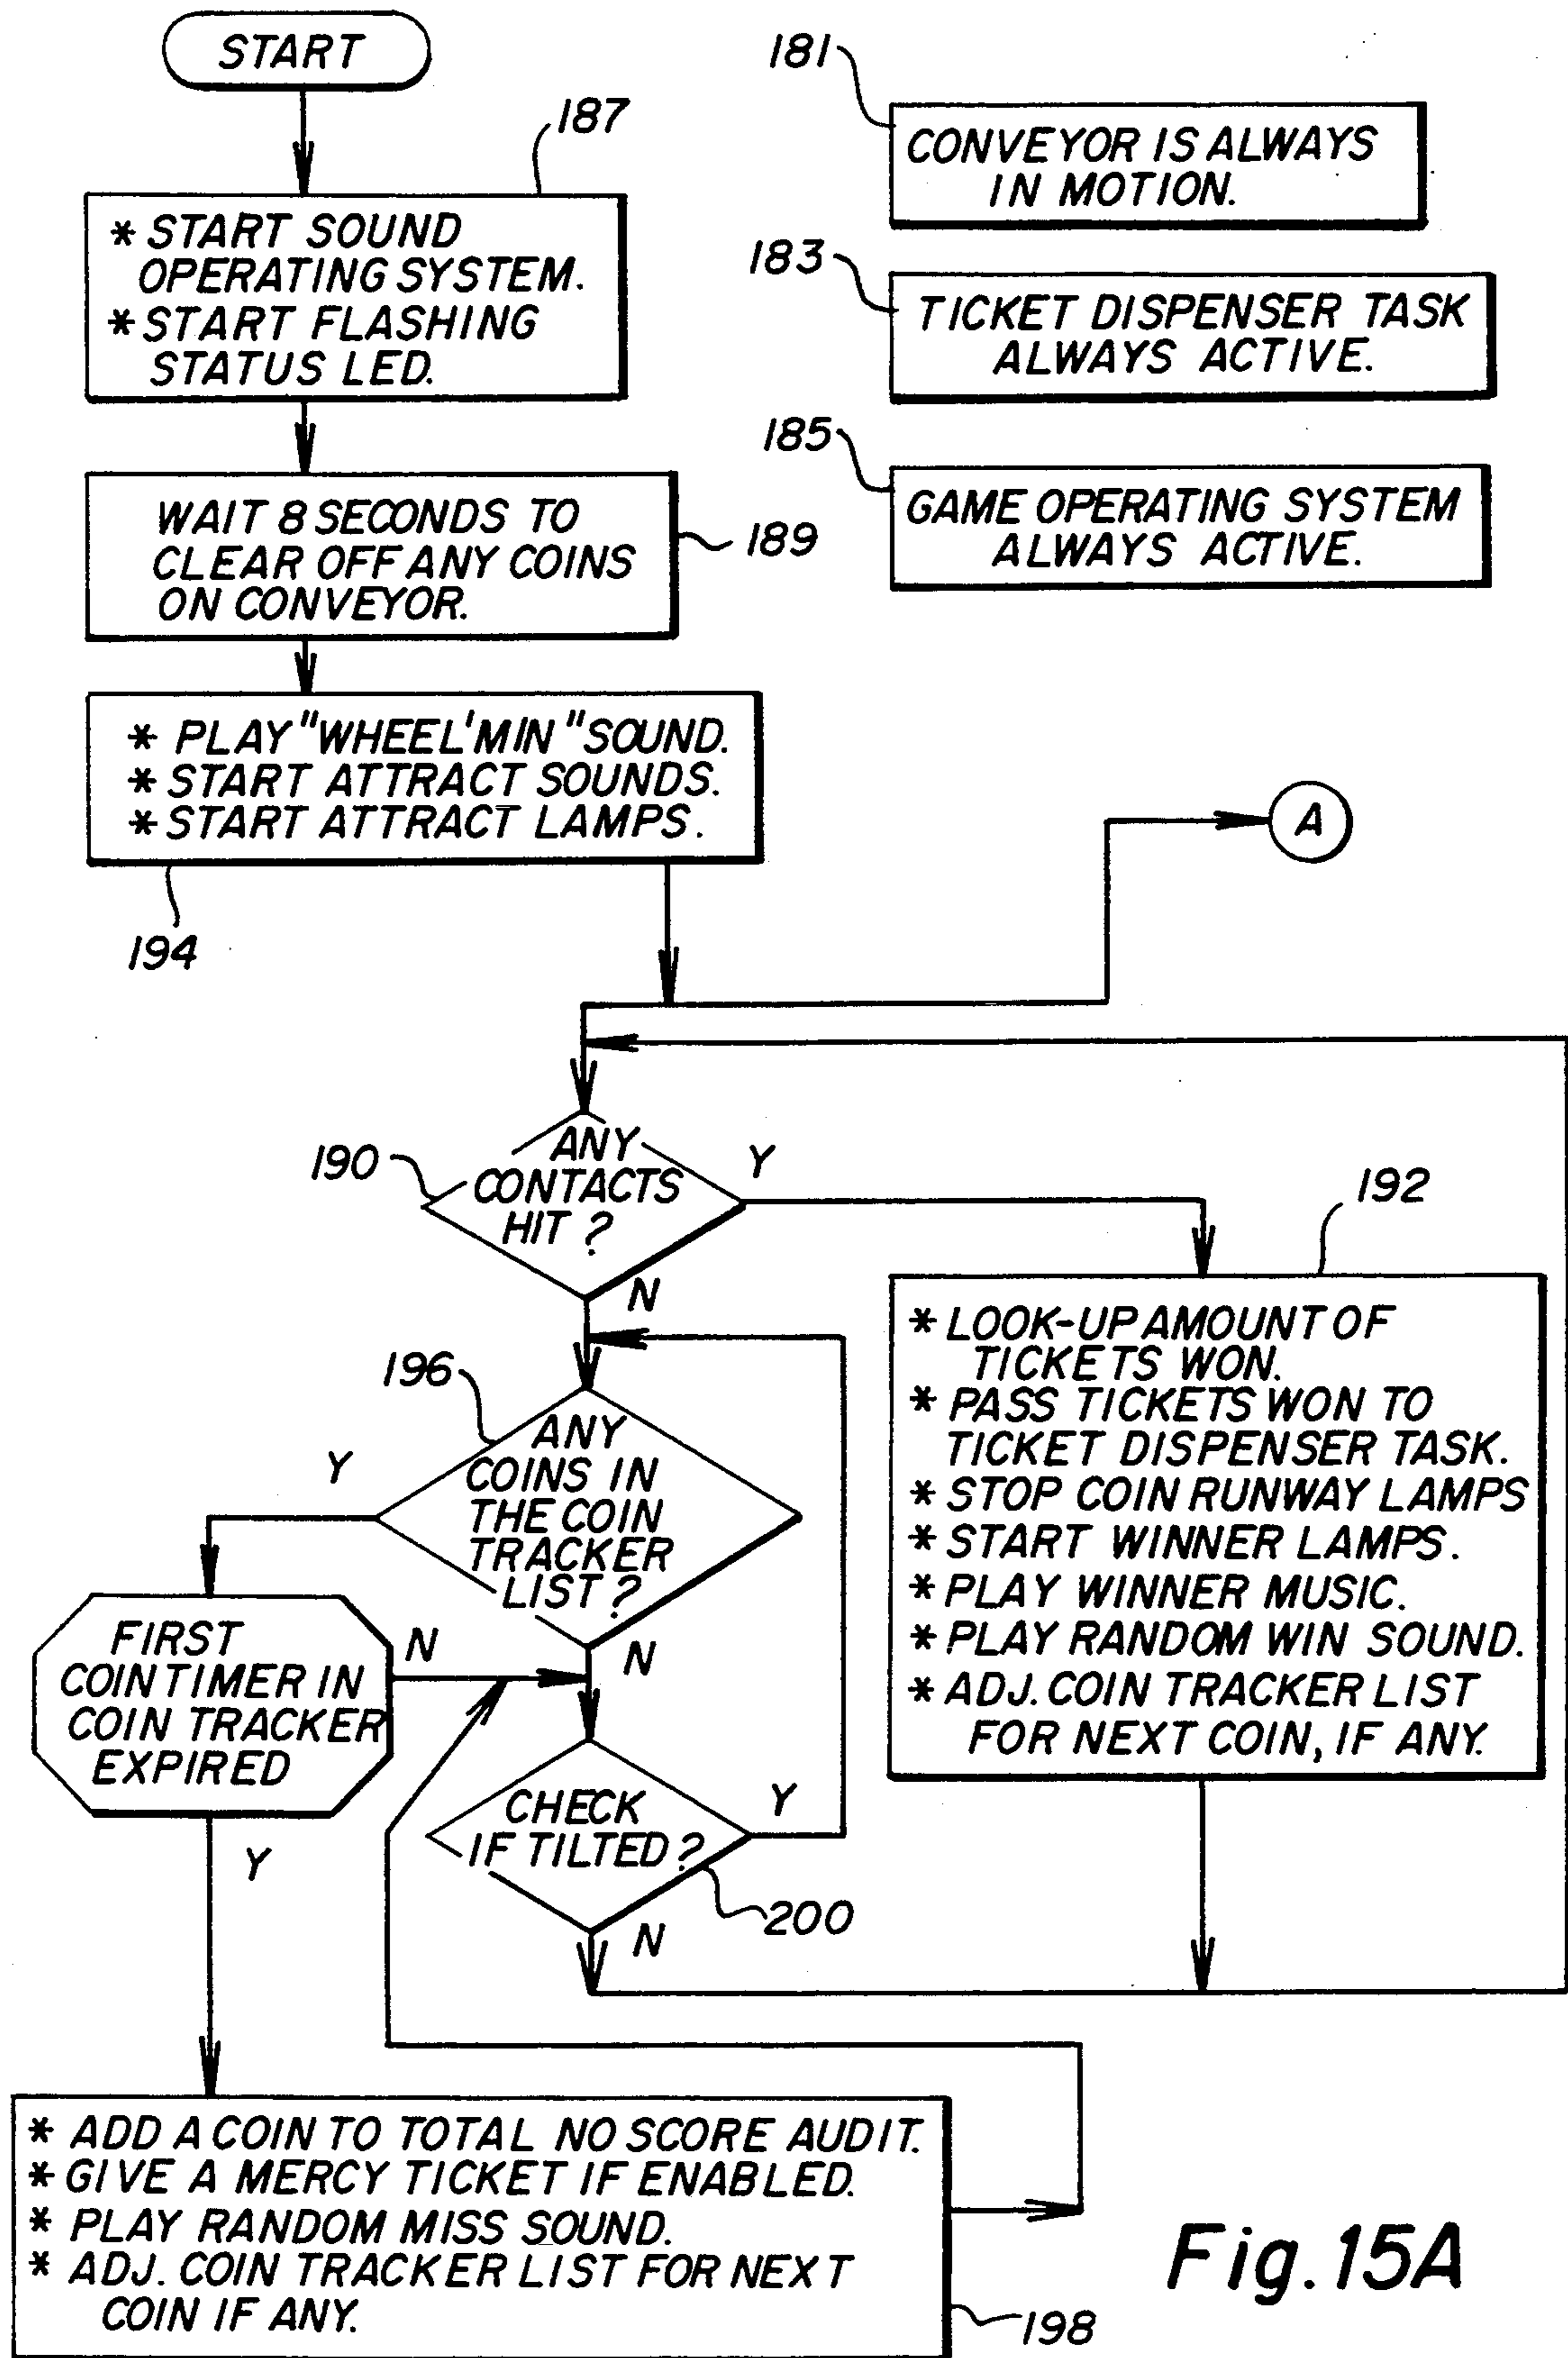 START
187
* START SOUND
OPERATING SYSTEM.
* START FLASHING
STATUS LED.
WAIT 8 SECONDS TO
CLEAR OFF ANY COINS
ON CONVEYOR.
189
* PLAY "WHEEL'MIN" SOUND.
* START ATTRACT SOUNDS.
* START ATTRACT LAMPS.
194
181
CONVEYOR IS ALWAYS
IN MOTION.
183
TICKET DISPENSER TASK
ALWAYS ACTIVE.
185
GAME OPERATING SYSTEM
ALWAYS ACTIVE.
A
190
ANY
CONTACTS
HIT?
Y
N
192
* LOOK-UP AMOUNT OF
TICKETS WON.
* PASS TICKETS WON TO
TICKET DISPENSER TASK.
* STOP COIN RUNWAY LAMPS
* START WINNER LAMPS.
* PLAY WINNER MUSIC.
* PLAY RANDOM WIN SOUND.
* ADJ. COIN TRACKER LIST
FOR NEXT COIN, IF ANY.
196
ANY
COINS IN
THE COIN
TRACKER
LIST?
Y
N
FIRST
COIN TIMER IN
COIN TRACKER
EXPIRED
N
Y
CHECK
IF TILTED?
Y
N
200
* ADD A COIN TO TOTAL NO SCORE AUDIT.
* GIVE A MERCY TICKET IF ENABLED.
* PLAY RANDOM MISS SOUND.
* ADJ. COIN TRACKER LIST FOR NEXT
COIN IF ANY.
198
Fig. 15A